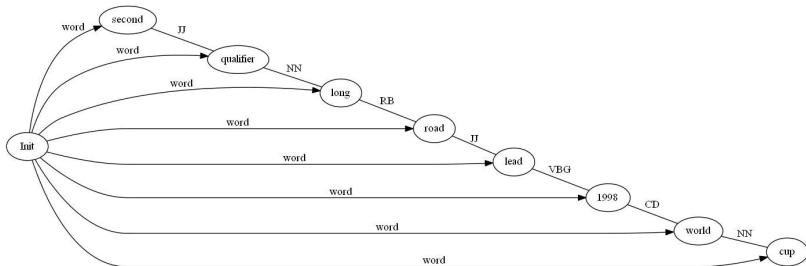 second
word
JJ
word
qualifier
NN
word
long
RB
word
road
JJ
Init
word
lead
VBG
word
1998
CD
word
world
NN
word
cup